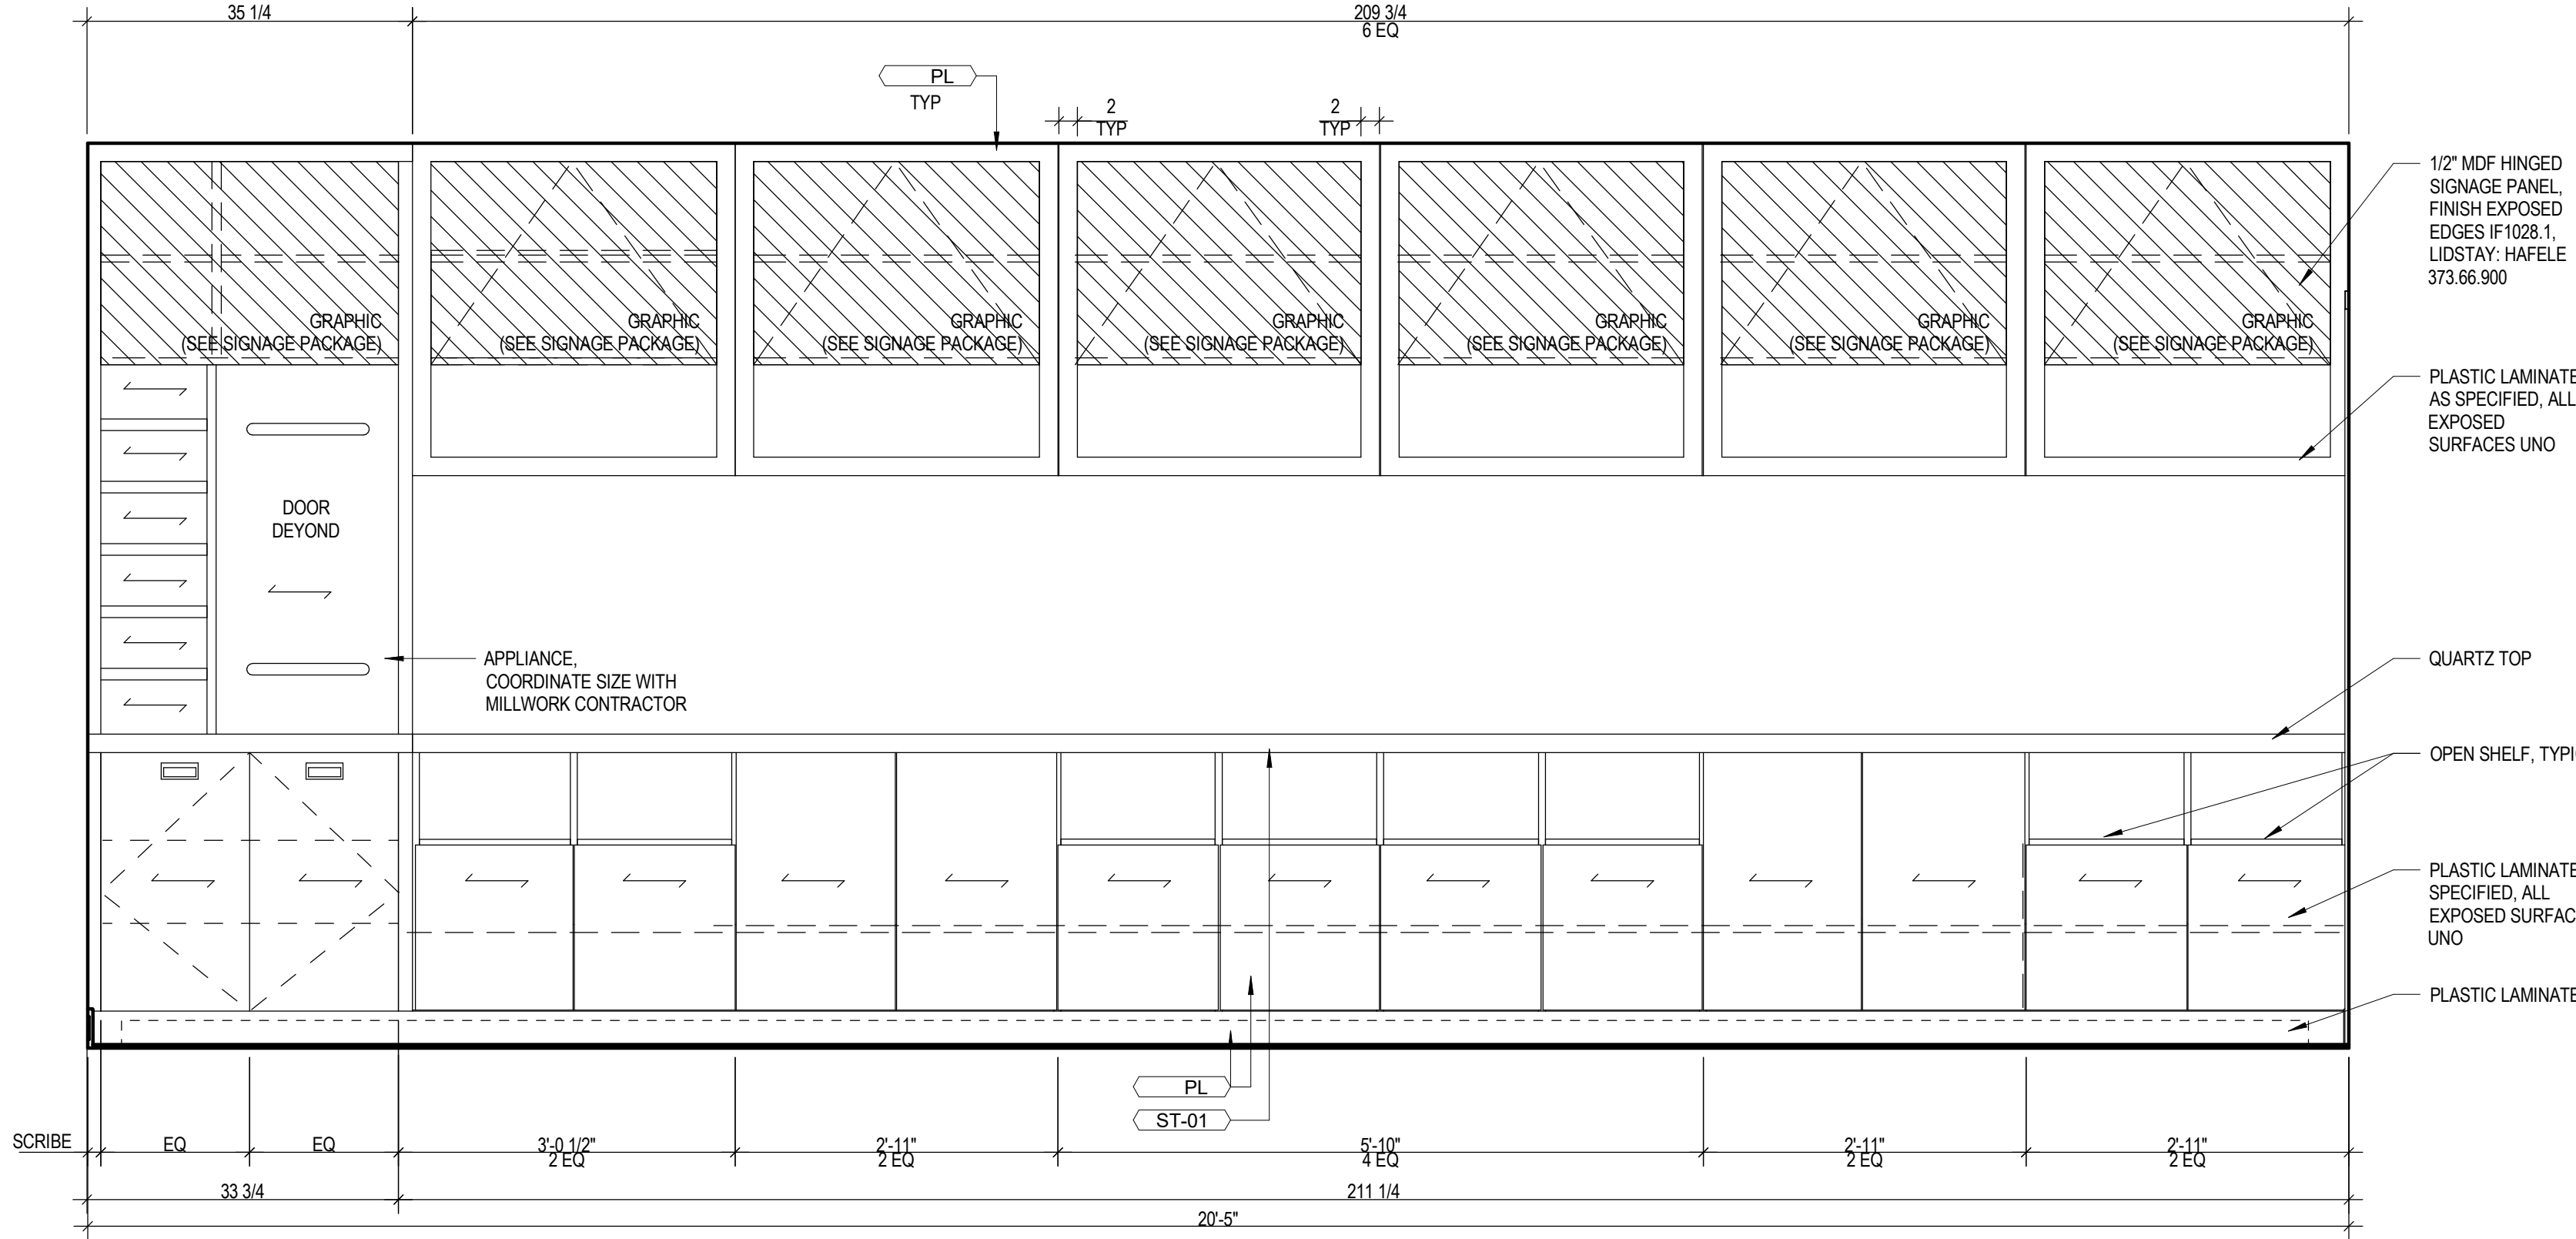 35 1/4
209 3/4
6 EQ
PL
TYP
2
TYP
2
TYP
1/2" MDF HINGED
SIGNAGE PANEL,
FINISH EXPOSED
EDGES IF1028.1,
LIDSTAY: HAFELE
373.66.900
GRAPHIC
(SEE SIGNAGE PACKAGE)
GRAPHIC
(SEE SIGNAGE PACKAGE)
GRAPHIC
(SEE SIGNAGE PACKAGE)
GRAPHIC
(SEE SIGNAGE PACKAGE)
GRAPHIC
(SEE SIGNAGE PACKAGE)
GRAPHIC
(SEE SIGNAGE PACKAGE)
GRAPHIC
(SEE SIGNAGE PACKAGE)
PLASTIC LAMINATE
AS SPECIFIED, ALL
EXPOSED
SURFACES UNO
DOOR
DEYOND
APPLIANCE,
COORDINATE SIZE WITH
MILLWORK CONTRACTOR
QUARTZ TOP
OPEN SHELF, TYPI
PLASTIC LAMINATE
SPECIFIED, ALL
EXPOSED SURFAC
UNO
PLASTIC LAMINATE
PL
ST-01
SCRIBE
EQ
EQ
3'-0 1/2"
2 EQ
2'-11"
2 EQ
5'-10"
4 EQ
2'-11"
2 EQ
2'-11"
2 EQ
33 3/4
211 1/4
20'-5"